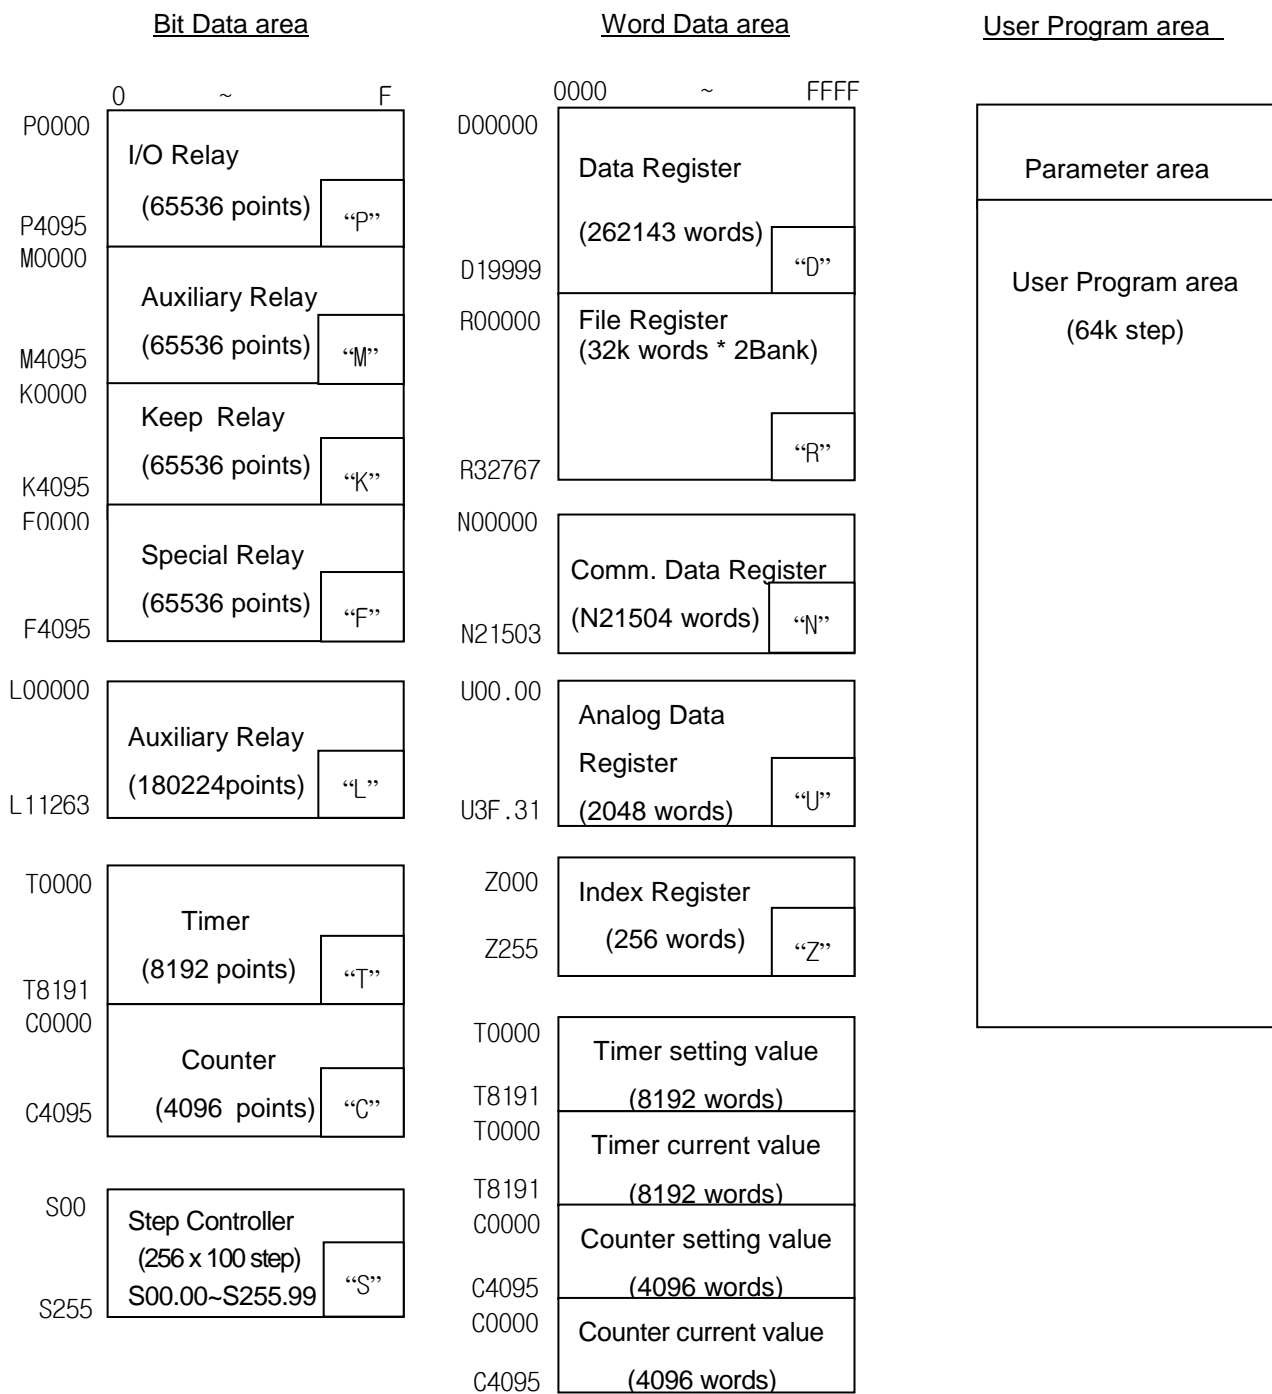 Bit Data area
0 ~ F
P0000
I/O Relay
(65536 points)
“P”
P4095
M0000
Auxiliary Relay
(65536 points)
“M”
M4095
K0000
Keep Relay
(65536 points)
“K”
K4095
F0000
Special Relay
(65536 points)
“F”
F4095
L00000
Auxiliary Relay
(180224points)
“L”
L11263
T0000
Timer
(8192 points)
“T”
T8191
C0000
Counter
(4096 points)
“C”
C4095
S00
Step Controller
(256 x 100 step)
S00.00~S255.99
“S”
S255
Word Data area
0000 ~ FFFF
D00000
Data Register
(262143 words)
“D”
D19999
R00000
File Register
(32k words * 2Bank)
“R”
R32767
N00000
Comm. Data Register
(N21504 words)
“N”
N21503
U00.00
Analog Data
Register
(2048 words)
“U”
U3F.31
Z000
Index Register
(256 words)
“Z”
Z255
T0000
Timer setting value
T8191
(8192 words)
T0000
Timer current value
T8191
(8192 words)
C0000
Counter setting value
C4095
(4096 words)
C0000
Counter current value
C4095
(4096 words)
User Program area
Parameter area
User Program area
(64k step)